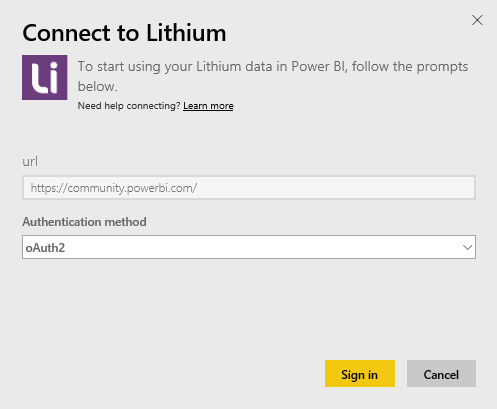 Connect to Lithium
Li
To start using your Lithium data in Power BI, follow the prompts
below.
Need help connecting? Learn more
url
https://community.powerbi.com/
Authentication method
oAuth2
Sign in
Cancel